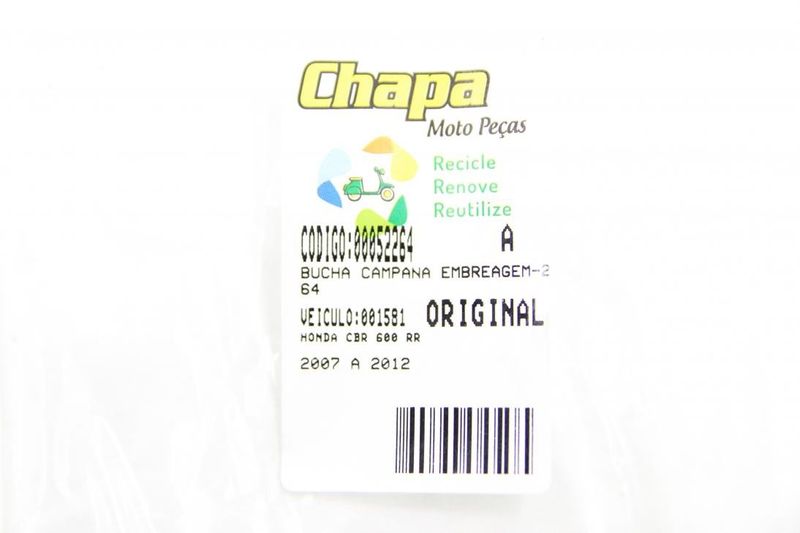 Chapa
Moto Peças
Recicle
Renove
Reutilize
CODIGO:00052264 A
BUCHA CAMPANA EMBREAGEM-2
64
VEICULO:001581 ORIGINAL
HONDA CBR 600 RR
2007 A 2012